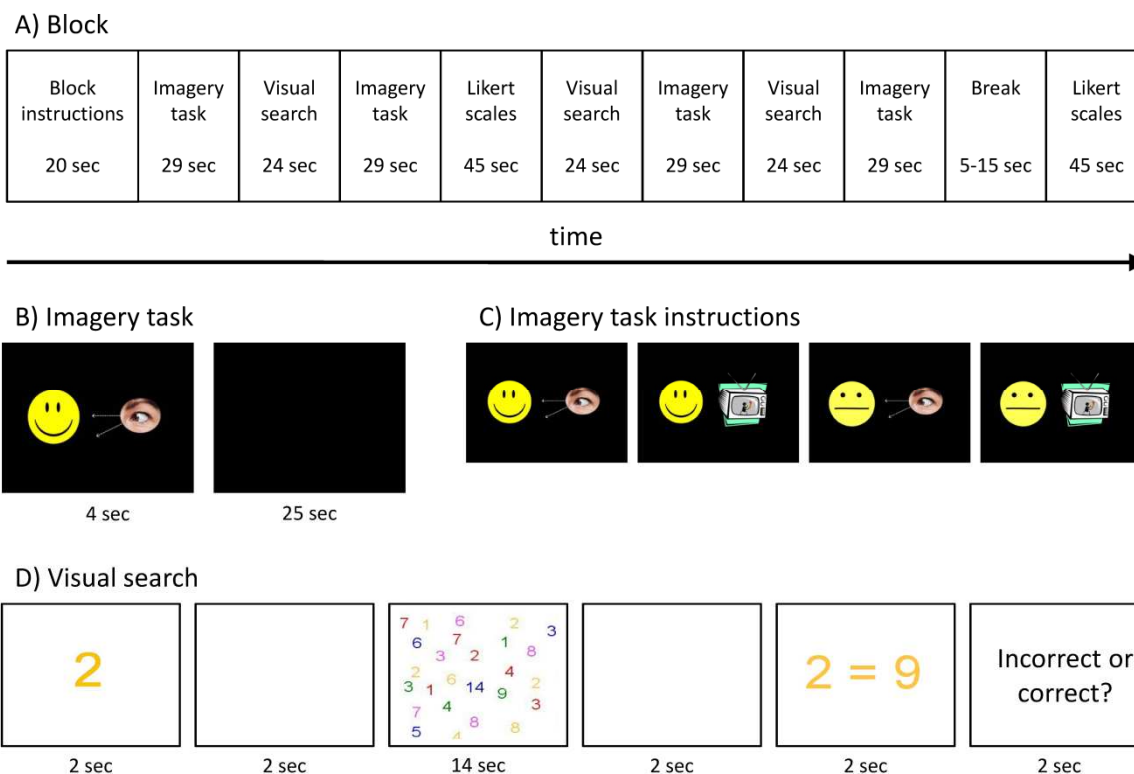 A) Block
Block instructions 20 sec
Imagery task 29 sec
Visual search 24 sec
Imagery task 29 sec
Likert scales 45 sec
Visual search 24 sec
Imagery task 29 sec
Visual search 24 sec
Imagery task 29 sec
Break 5-15 sec
Likert scales 45 sec
time
B) Imagery task
4 sec
25 sec
C) Imagery task instructions
D) Visual search
2
2 sec
2 sec
7 1 6 2 3
6 7 1
3 2 8
2 6 4
3 1 14 9 2
7 4 3
5 8 8
4
14 sec
2 sec
2 = 9
2 sec
Incorrect or
correct?
2 sec